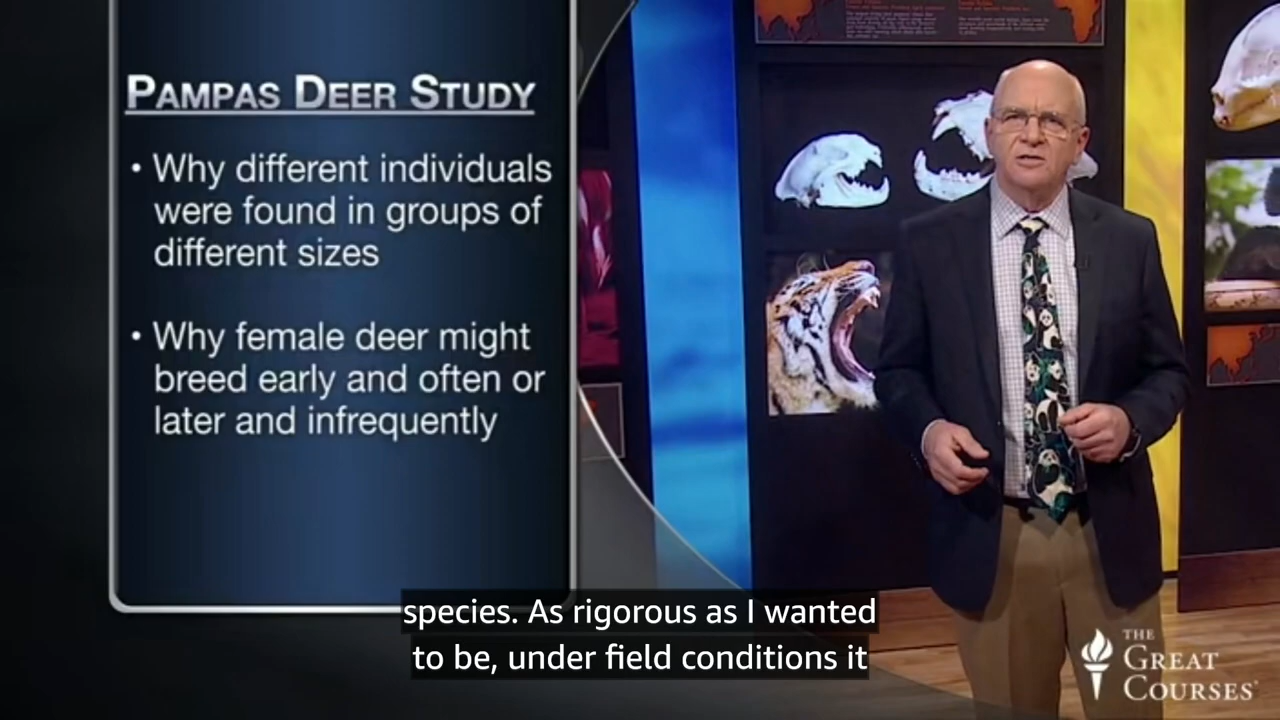 PAMPAS DEER STUDY
• Why different individuals
were found in groups of
different sizes
• Why female deer might
breed early and often or
later and infrequently
species. As rigorous as I wanted
to be, under field conditions it
THE
GREAT
COURSES